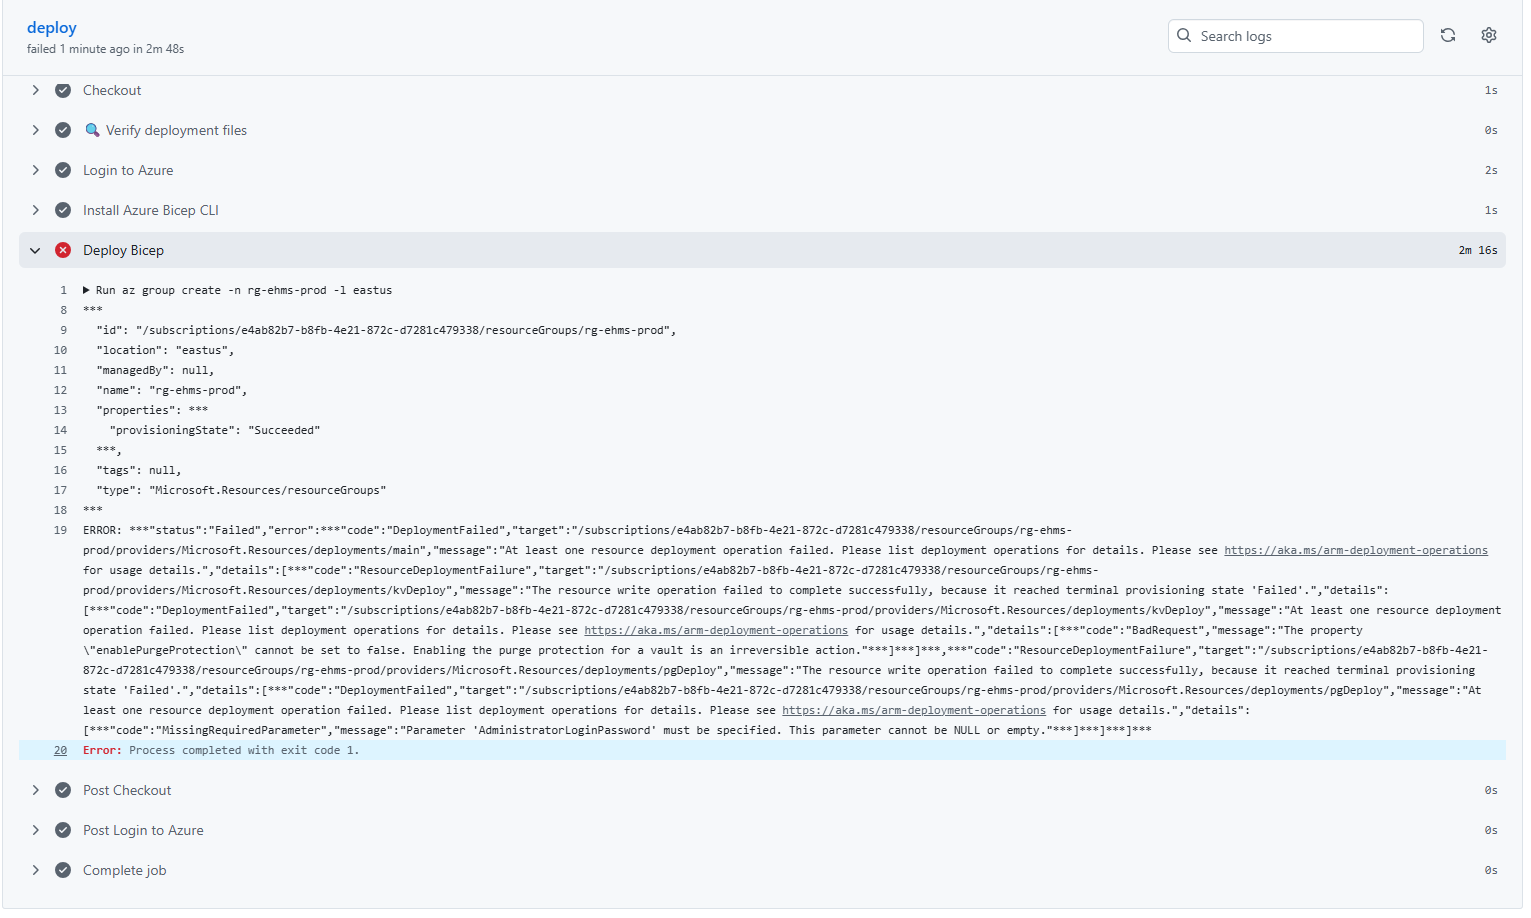 deploy
failed 1 minute ago in 2m 48s
Search logs
Checkout 1s
🔍 Verify deployment files 0s
Login to Azure 2s
Install Azure Bicep CLI 1s
Deploy Bicep 2m 16s
1 ▶ Run az group create -n rg-ehms-prod -l eastus
8 ***
9 "id": "/subscriptions/e4ab82b7-b8fb-4e21-872c-d7281c479338/resourceGroups/rg-ehms-prod",
10 "location": "eastus",
11 "managedBy": null,
12 "name": "rg-ehms-prod",
13 "properties": ***
14 "provisioningState": "Succeeded"
15 ***,
16 "tags": null,
17 "type": "Microsoft.Resources/resourceGroups"
18 ***
19 ERROR: ***"status":"Failed","error":***"code":"DeploymentFailed","target":"/subscriptions/e4ab82b7-b8fb-4e21-872c-d7281c479338/resourceGroups/rg-ehms-
prod/providers/Microsoft.Resources/deployments/main","message":"At least one resource deployment operation failed. Please list deployment operations for details. Please see https://aka.ms/arm-deployment-operations
for usage details.","details":[***"code":"ResourceDeploymentFailure","target":"/subscriptions/e4ab82b7-b8fb-4e21-872c-d7281c479338/resourceGroups/rg-ehms-
prod/providers/Microsoft.Resources/deployments/kvDeploy","message":"The resource write operation failed to complete successfully, because it reached terminal provisioning state 'Failed'.","details":
[***"code":"DeploymentFailed","target":"/subscriptions/e4ab82b7-b8fb-4e21-872c-d7281c479338/resourceGroups/rg-ehms-prod/providers/Microsoft.Resources/deployments/kvDeploy","message":"At least one resource deployment
operation failed. Please list deployment operations for details. Please see https://aka.ms/arm-deployment-operations for usage details.","details":[***"code":"BadRequest","message":"The property
\"enablePurgeProtection\" cannot be set to false. Enabling the purge protection for a vault is an irreversible action."***]***]***,***"code":"ResourceDeploymentFailure","target":"/subscriptions/e4ab82b7-b8fb-4e21-
872c-d7281c479338/resourceGroups/rg-ehms-prod/providers/Microsoft.Resources/deployments/pgDeploy","message":"The resource write operation failed to complete successfully, because it reached terminal provisioning
state 'Failed'.","details":[***"code":"DeploymentFailed","target":"/subscriptions/e4ab82b7-b8fb-4e21-872c-d7281c479338/resourceGroups/rg-ehms-prod/providers/Microsoft.Resources/deployments/pgDeploy","message":"At
least one resource deployment operation failed. Please list deployment operations for details. Please see https://aka.ms/arm-deployment-operations for usage details.","details":
[***"code":"MissingRequiredParameter","message":"Parameter 'AdministratorLoginPassword' must be specified. This parameter cannot be NULL or empty."***]***]***]***
20 Error: Process completed with exit code 1.
Post Checkout 0s
Post Login to Azure 0s
Complete job 0s